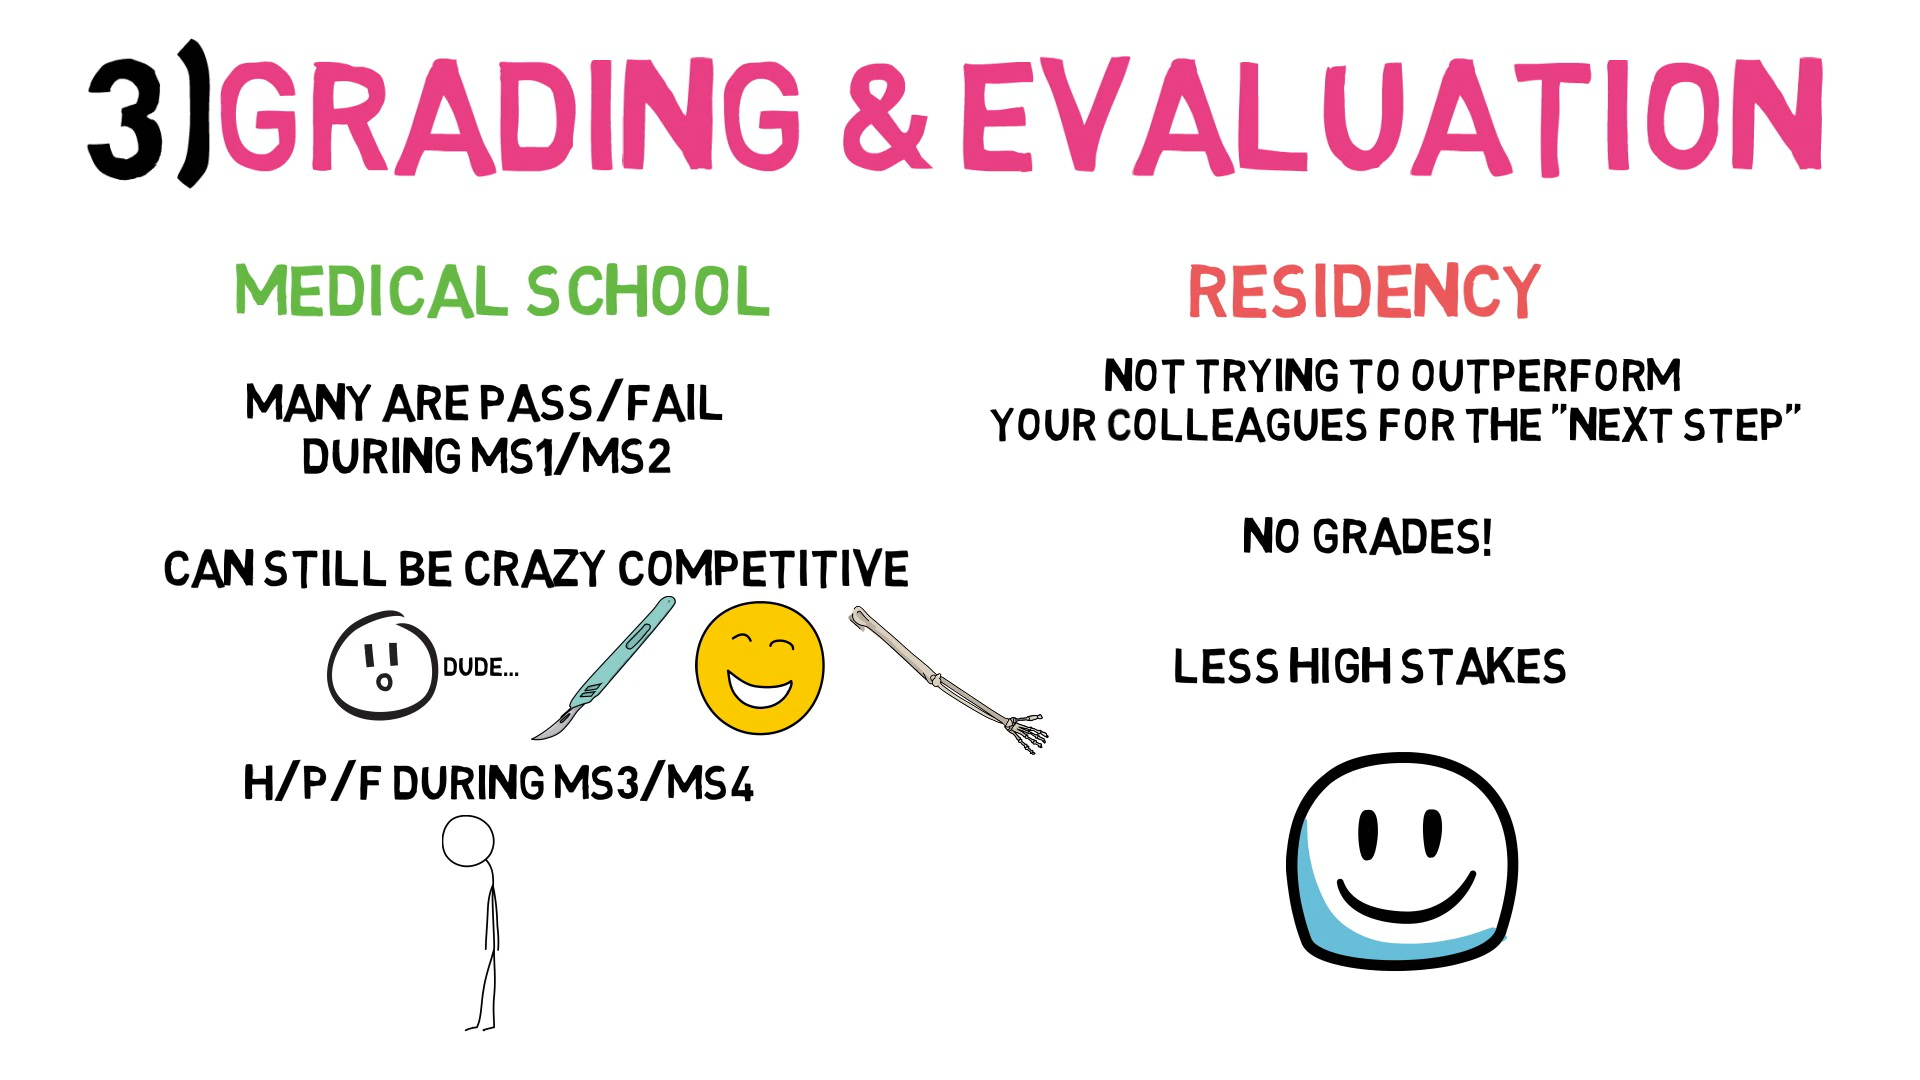 3) GRADING & EVALUATION
MEDICAL SCHOOL
MANY ARE PASS/FAIL
DURING MS1/MS2
CAN STILL BE CRAZY COMPETITIVE
DUDE...
H/P/F DURING MS3/MS4
RESIDENCY
NOT TRYING TO OUTPERFORM
YOUR COLLEAGUES FOR THE "NEXT STEP"
NO GRADES!
LESS HIGH STAKES